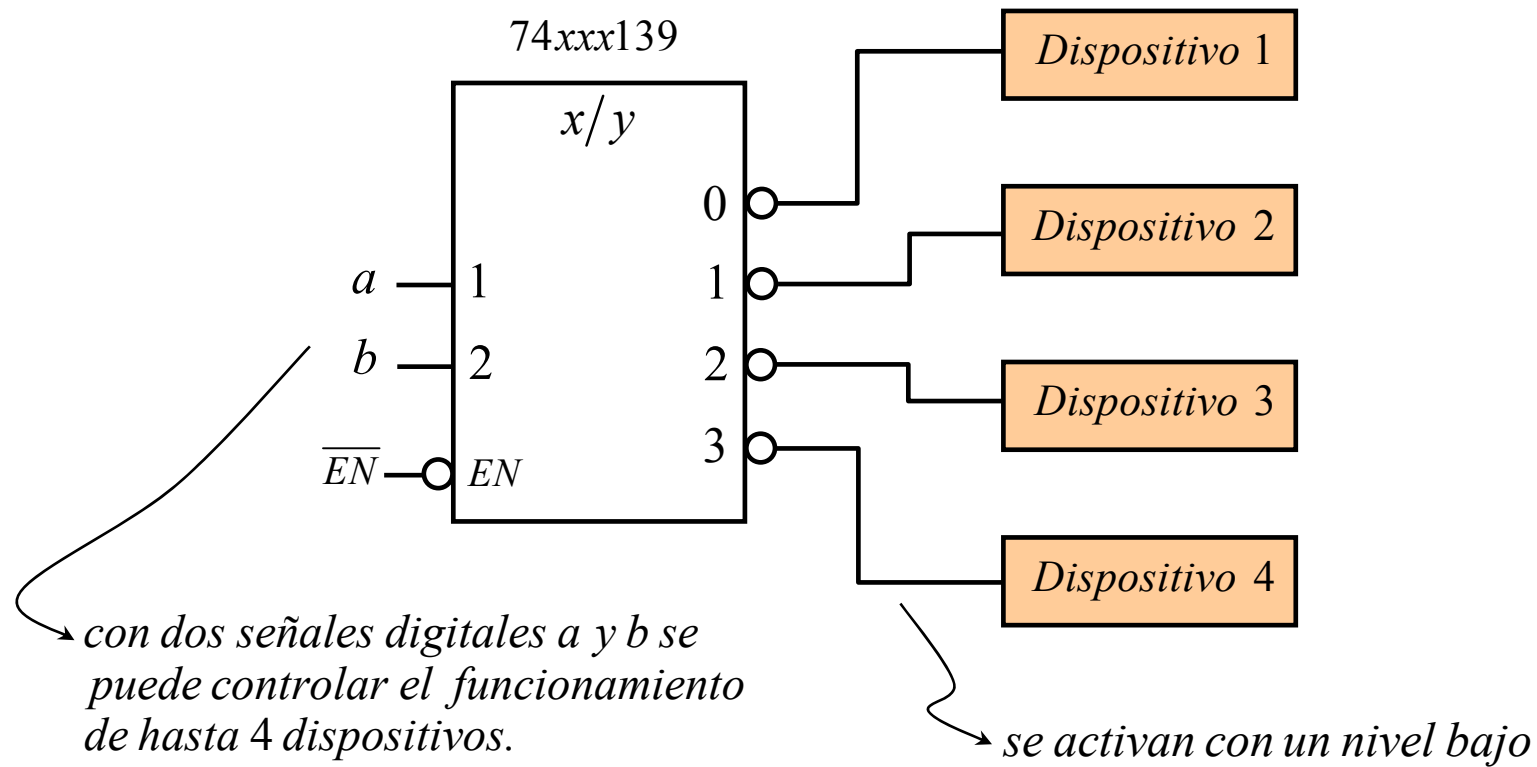 74xxx139
x/y
Dispositivo 1
0
Dispositivo 2
a
1
1
b
2
2
Dispositivo 3
3
E̅N̅
EN
Dispositivo 4
con dos señales digitales a y b se
puede controlar el funcionamiento
de hasta 4 dispositivos.
se activan con un nivel bajo